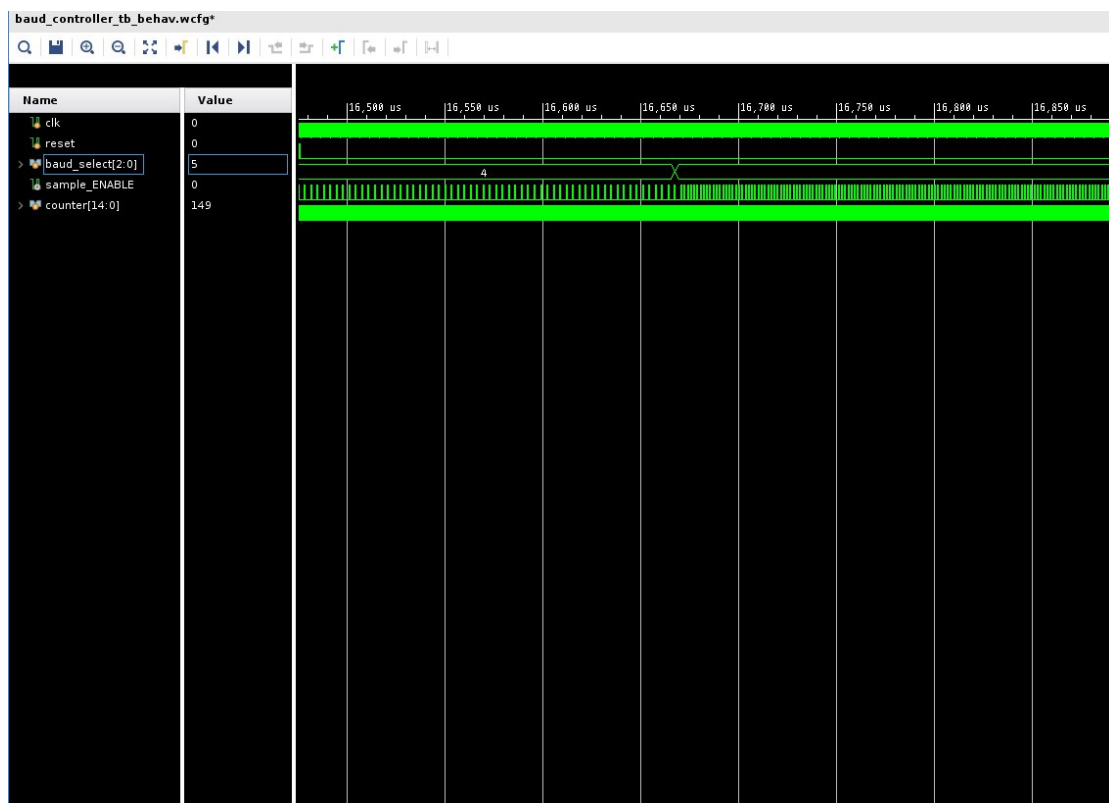 baud_controller_tb_behav.wcfg*
Name Value
16,500 us 16,550 us 16,600 us 16,650 us 16,700 us 16,750 us 16,800 us 16,850 us
clk 0
reset 0
baud_select[2:0] 5 4
sample_ENABLE 0
counter[14:0] 149